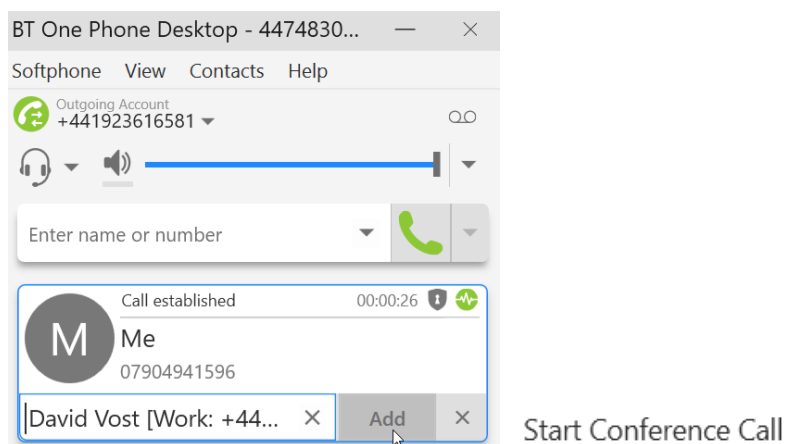 BT One Phone Desktop - 4474830...
Softphone View Contacts Help
Outgoing Account
+441923616581
Enter name or number
Call established 00:00:26
M
Me
07904941596
David Vost [Work: +44... Add
Start Conference Call